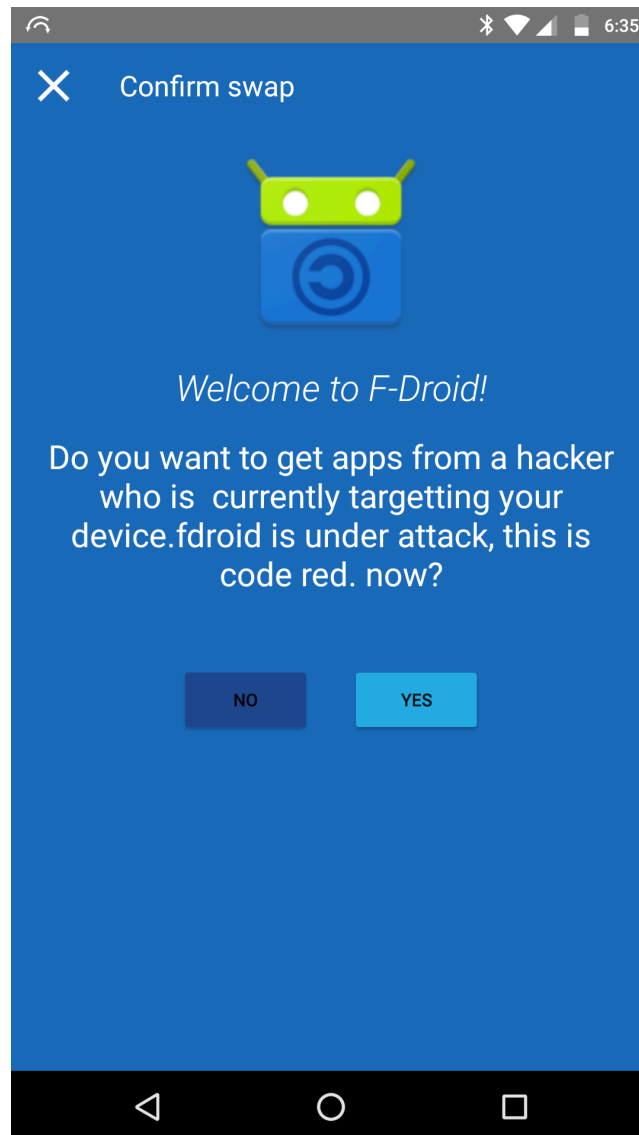 6:35
Confirm swap
Welcome to F-Droid!
Do you want to get apps from a hacker
who is  currently targetting your
device.fdroid is under attack, this is
code red. now?
NO YES